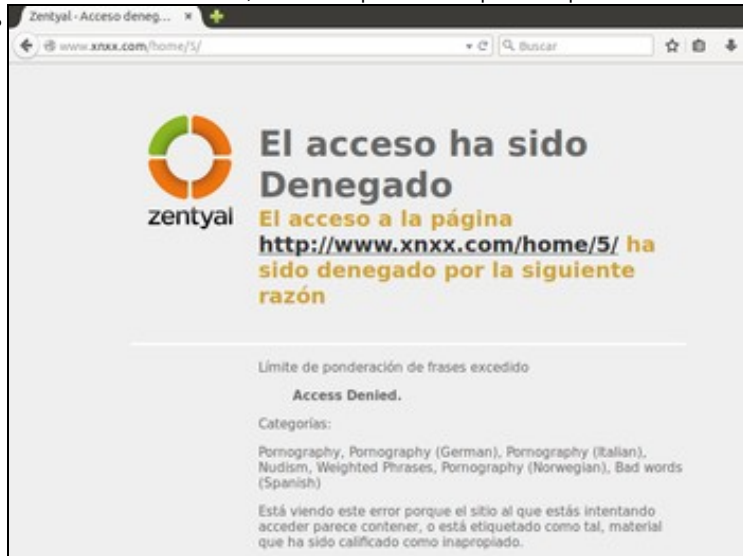 Zentyal - Acceso deneg...
www.xnxx.com/home/5/
Buscar
zentyal
El acceso ha sido
Denegado
El acceso a la página
http://www.xnxx.com/home/5/ ha
sido denegado por la siguiente
razón
Límite de ponderación de frases excedido
Access Denied.
Categorías:
Pornography, Pornography (German), Pornography (Italian),
Nudism, Weighted Phrases, Pornography (Norwegian), Bad words
(Spanish)
Está viendo este error porque el sitio al que estás intentando
acceder parece contener, o está etiquetado como tal, material
que ha sido calificado como inapropiado.